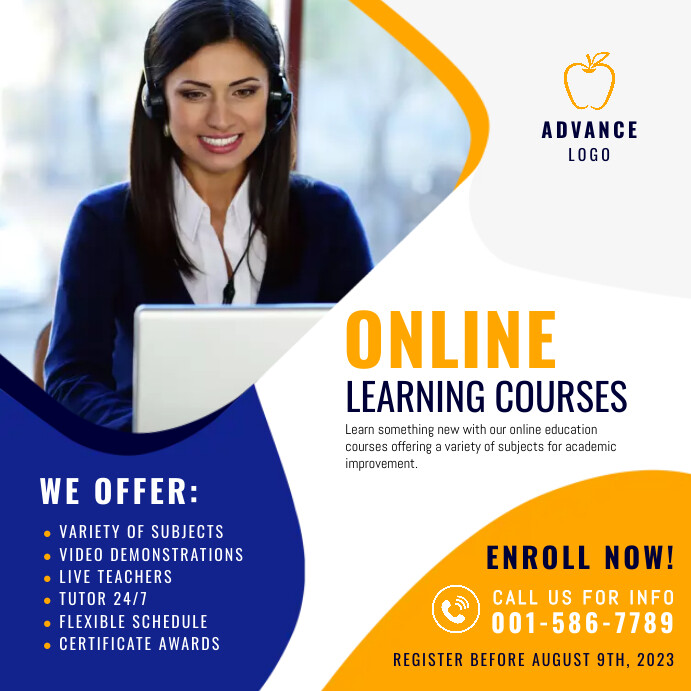 ADVANCE
LOGO
ONLINE
LEARNING COURSES
Learn something new with our online education
courses offering a variety of subjects for academic
improvement.
WE OFFER:
VARIETY OF SUBJECTS
VIDEO DEMONSTRATIONS
LIVE TEACHERS
TUTOR 24/7
FLEXIBLE SCHEDULE
CERTIFICATE AWARDS
ENROLL NOW!
CALL US FOR INFO
001-586-7789
REGISTER BEFORE AUGUST 9TH, 2023